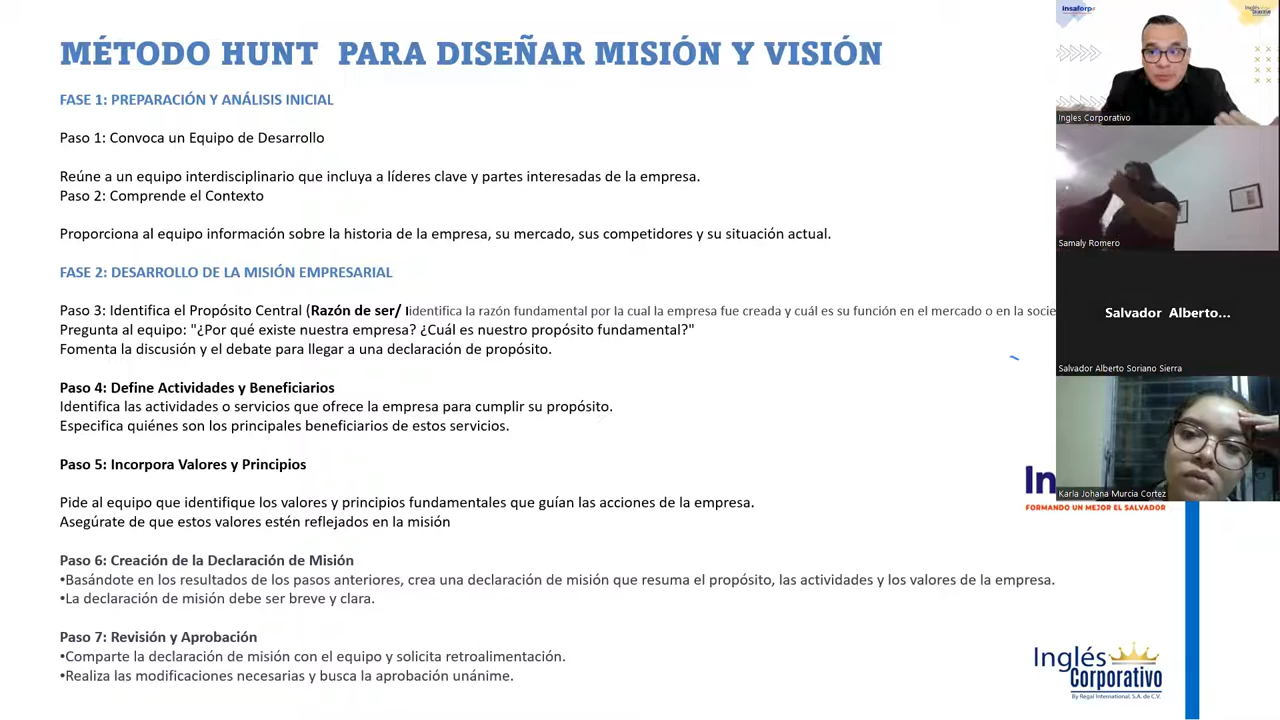 MÉTODO HUNT PARA DISEÑAR MISIÓN Y VISIÓN
FASE 1: PREPARACIÓN Y ANÁLISIS INICIAL
Paso 1: Convoca un Equipo de Desarrollo
Reúne a un equipo interdisciplinario que incluya a líderes clave y partes interesadas de la empresa.
Paso 2: Comprende el Contexto
Proporciona al equipo información sobre la historia de la empresa, su mercado, sus competidores y su situación actual.
FASE 2: DESARROLLO DE LA MISIÓN EMPRESARIAL
Paso 3: Identifica el Propósito Central (Razón de ser/ Iidentifica la razón fundamental por la cual la empresa fue creada y cuál es su función en el mercado o en la socie
Pregunta al equipo: "¿Por qué existe nuestra empresa? ¿Cuál es nuestro propósito fundamental?"
Fomenta la discusión y el debate para llegar a una declaración de propósito.
Paso 4: Define Actividades y Beneficiarios
Identifica las actividades o servicios que ofrece la empresa para cumplir su propósito.
Especifica quiénes son los principales beneficiarios de estos servicios.
Paso 5: Incorpora Valores y Principios
Pide al equipo que identifique los valores y principios fundamentales que guían las acciones de la empresa.
Asegúrate de que estos valores estén reflejados en la misión
Paso 6: Creación de la Declaración de Misión
•Basándote en los resultados de los pasos anteriores, crea una declaración de misión que resuma el propósito, las actividades y los valores de la empresa.
•La declaración de misión debe ser breve y clara.
Paso 7: Revisión y Aprobación
•Comparte la declaración de misión con el equipo y solicita retroalimentación.
•Realiza las modificaciones necesarias y busca la aprobación unánime.
Insaforp
Ingles Corporativo
Samaly Romero
Salvador Alberto...
Salvador Alberto Soriano Sierra
Karla Johana Murcia Cortez
In
FORMANDO UN MEJOR EL SALVADOR
Inglés
Corporativo
By Regal International, S.A. de C.V.